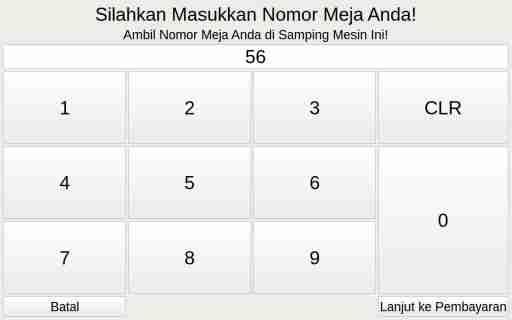 Silahkan Masukkan Nomor Meja Anda!
Ambil Nomor Meja Anda di Samping Mesin Ini!
56
1 2 3 CLR
4 5 6
0
7 8 9
Batal Lanjut ke Pembayaran